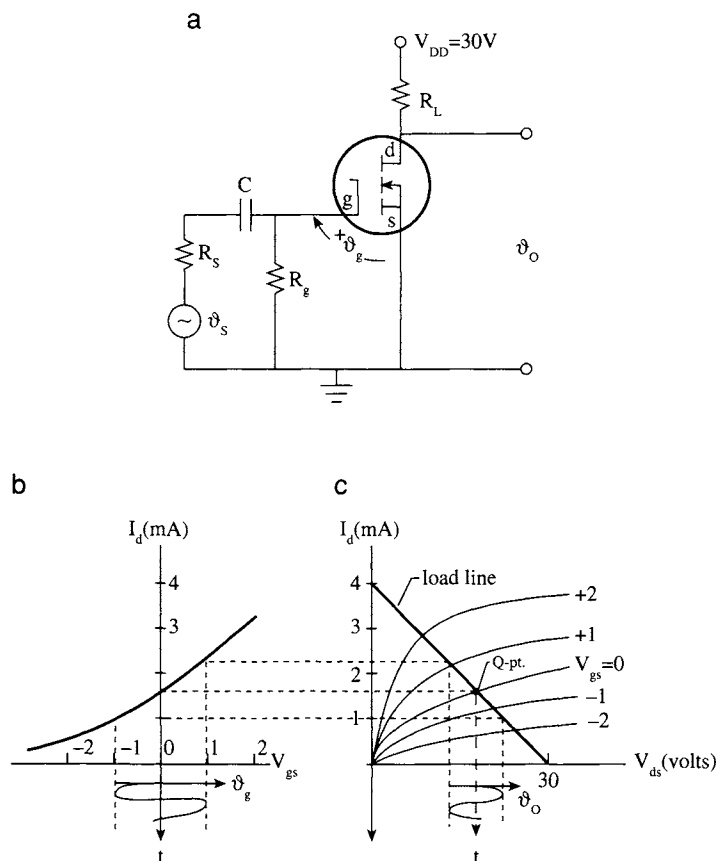 a
V_DD=30V
R_L
d
g
s
C
+ϑ_g−
R_S
R_g
ϑ_S
~
ϑ_O
b
c
I_d(mA)
I_d(mA)
4
4
load line
+2
3
3
+1
Q-pt.
2
V_gs=0
1
−1
−2
−2 −1 0 1 2 V_gs
0
30
V_ds(volts)
ϑ_g
ϑ_O
t
t